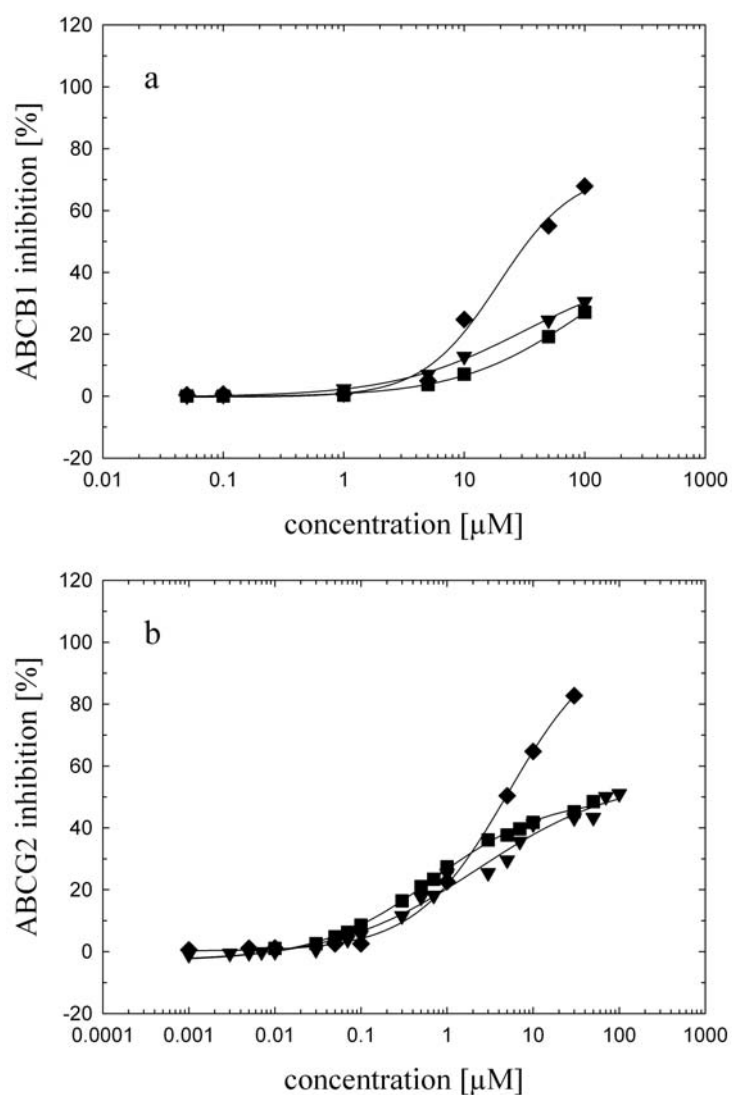 120
100
80
60
40
20
0
-20
ABCB1 inhibition [%]
a
0.01 0.1 1 10 100 1000
concentration [µM]
120
100
80
60
40
20
0
-20
ABCG2 inhibition [%]
b
0.0001 0.001 0.01 0.1 1 10 100 1000
concentration [µM]